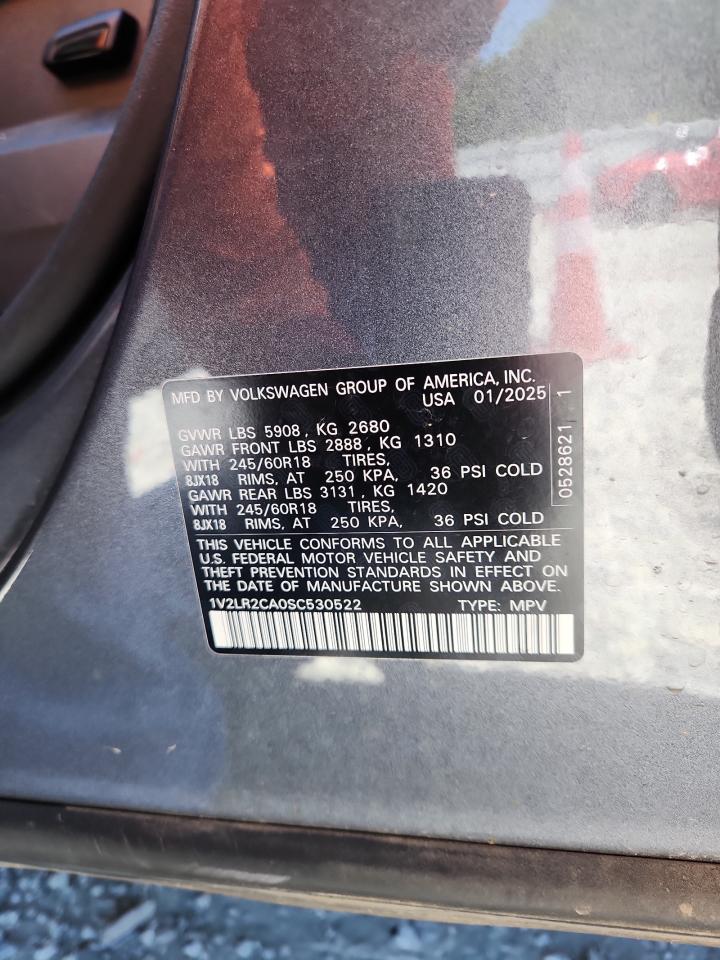 MFD BY VOLKSWAGEN GROUP OF AMERICA, INC.
USA 01/2025
GVWR LBS 5908, KG 2680
GAWR FRONT LBS 2888, KG 1310
WITH 245/60R18 TIRES,
8JX18 RIMS, AT 250 KPA, 36 PSI COLD
GAWR REAR LBS 3131, KG 1420
WITH 245/60R18 TIRES,
8JX18 RIMS, AT 250 KPA, 36 PSI COLD
0528621 1
THIS VEHICLE CONFORMS TO ALL APPLICABLE
U.S. FEDERAL MOTOR VEHICLE SAFETY AND
THEFT PREVENTION STANDARDS IN EFFECT ON
THE DATE OF MANUFACTURE SHOWN ABOVE.
1V2LR2CA0SC530522 TYPE: MPV